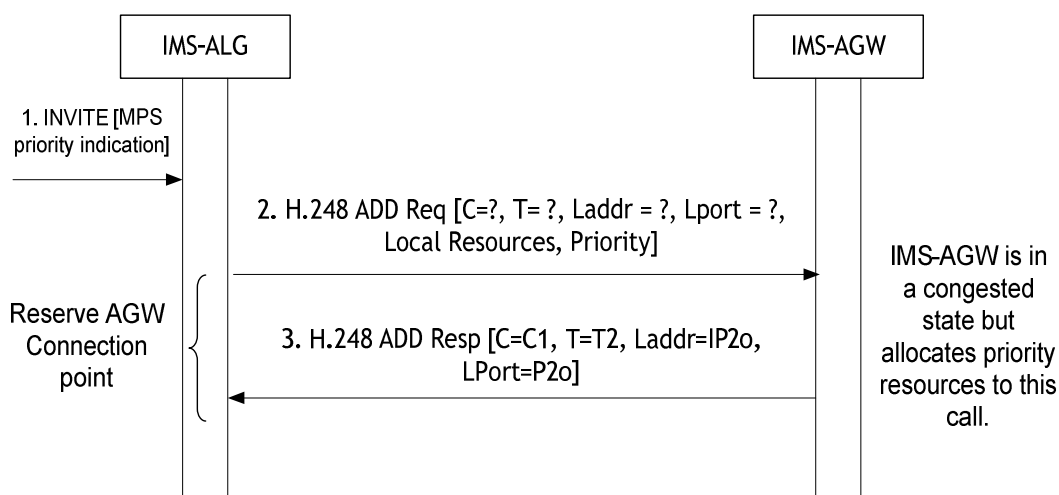 IMS-ALG
IMS-AGW
1. INVITE [MPS
priority indication]
2. H.248 ADD Req [C=?, T= ?, Laddr = ?, Lport = ?,
Local Resources, Priority]
Reserve AGW
Connection
point
3. H.248 ADD Resp [C=C1, T=T2, Laddr=IP2o,
LPort=P2o]
IMS-AGW is in
a congested
state but
allocates priority
resources to this
call.